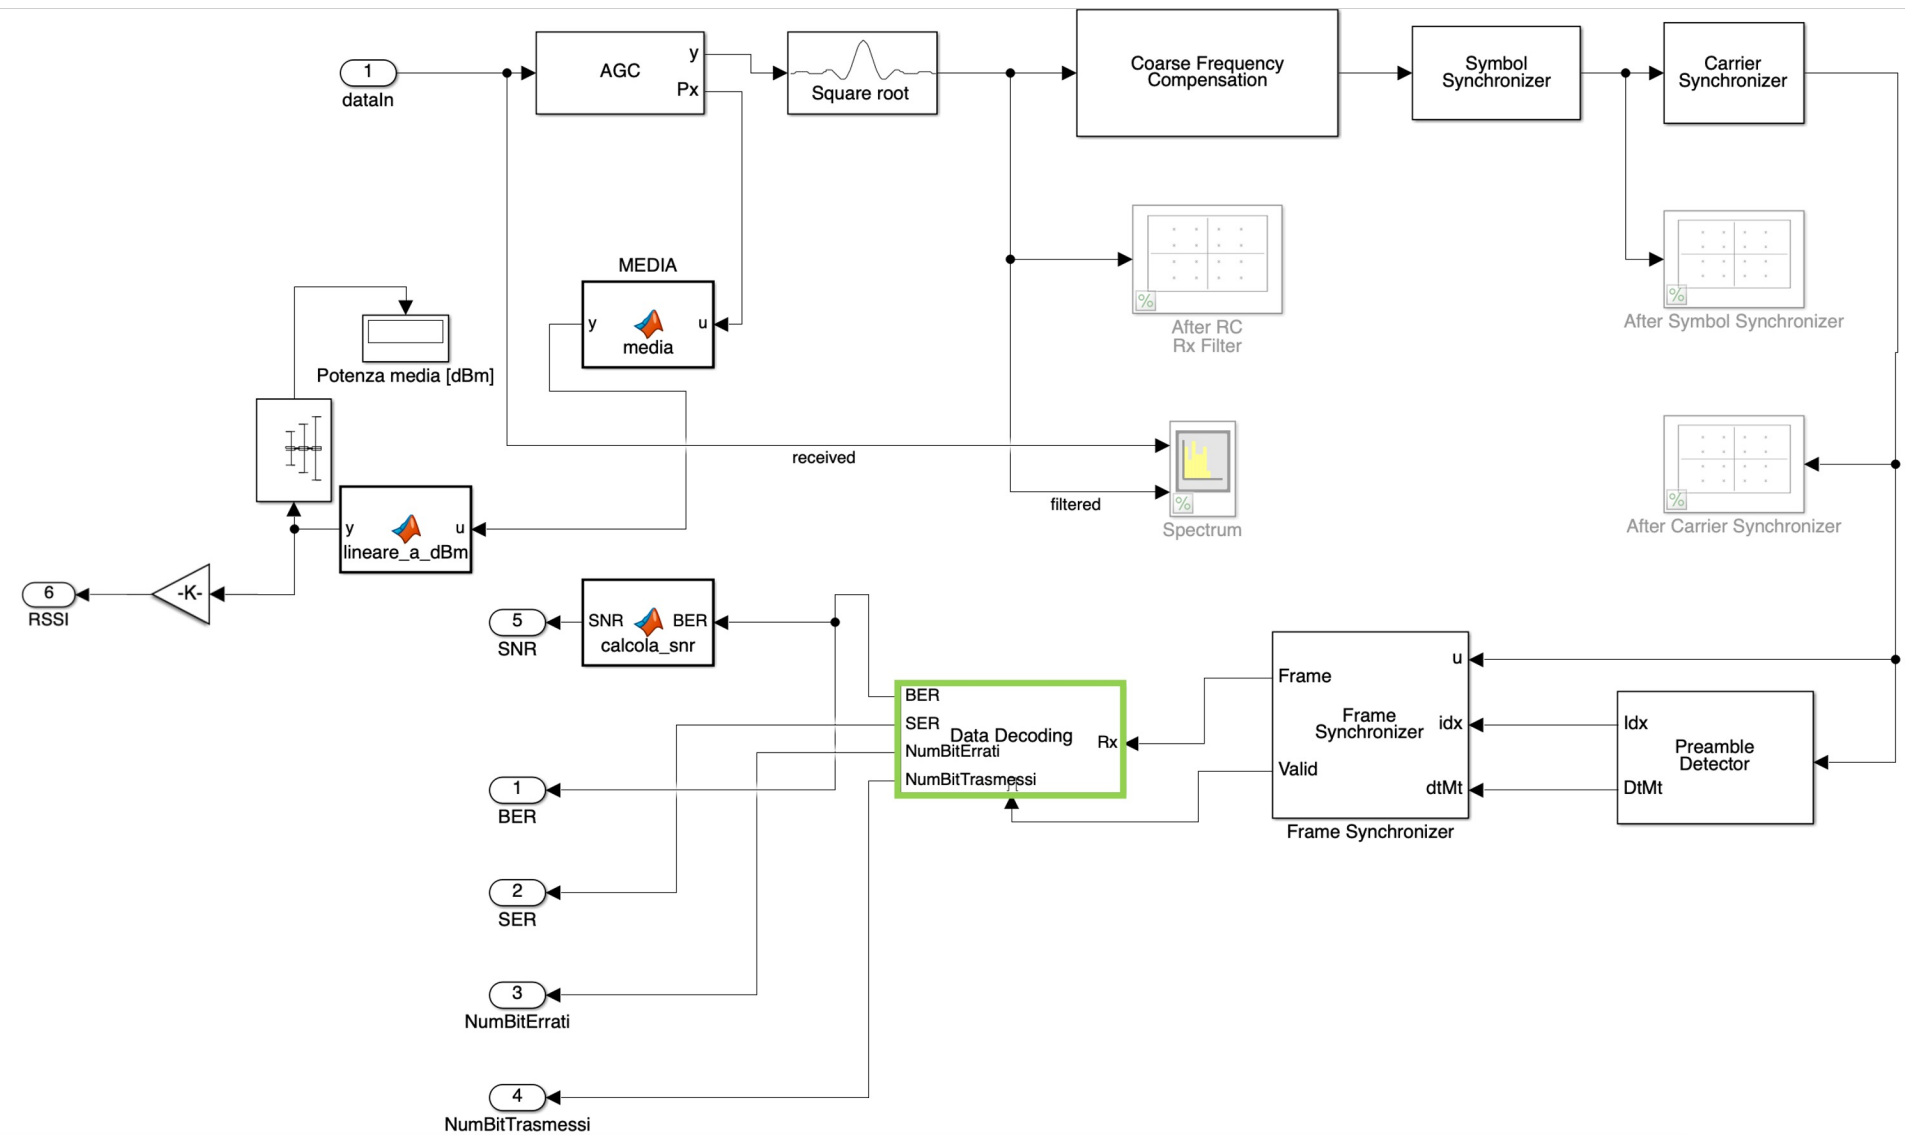 1
dataIn
AGC
y
Px
Square root
Coarse Frequency
Compensation
Symbol
Synchronizer
Carrier
Synchronizer
MEDIA
y
u
media
%
After RC
Rx Filter
%
After Symbol Synchronizer
Potenza media [dBm]
received
filtered
%
Spectrum
%
After Carrier Synchronizer
y
u
lineare_a_dBm
-K-
6
RSSI
5
SNR
SNR
BER
calcola_snr
BER
SER
NumBitErrati
NumBitTrasmessi
Data Decoding
Rx
Frame
Valid
Frame
Synchronizer
u
idx
dtMt
Frame Synchronizer
Idx
DtMt
Preamble
Detector
1
BER
2
SER
3
NumBitErrati
4
NumBitTrasmessi